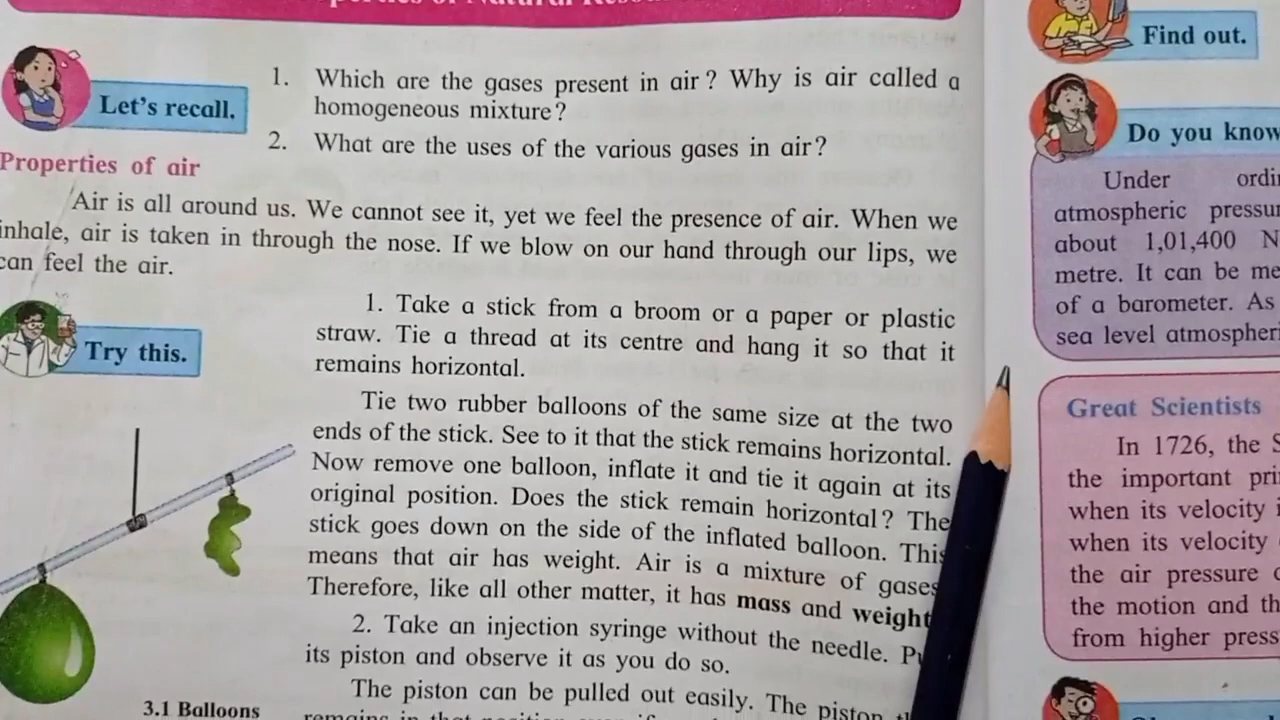 Properties of Natural
Let's recall.
1. Which are the gases present in air? Why is air called a
homogeneous mixture?
2. What are the uses of the various gases in air?
Properties of air
Air is all around us. We cannot see it, yet we feel the presence of air. When we
inhale, air is taken in through the nose. If we blow on our hand through our lips, we
can feel the air.
Try this.
1. Take a stick from a broom or a paper or plastic
straw. Tie a thread at its centre and hang it so that it
remains horizontal.
Tie two rubber balloons of the same size at the two
ends of the stick. See to it that the stick remains horizontal.
Now remove one balloon, inflate it and tie it again at its
original position. Does the stick remain horizontal? The
stick goes down on the side of the inflated balloon. This
means that air has weight. Air is a mixture of gases
Therefore, like all other matter, it has mass and weight
2. Take an injection syringe without the needle.
its piston and observe it as you do so.
The piston can be pulled out easily. The piston
remains in that position even if
3.1 Balloons
Find out.
Do you know
Under
atmospheric
about 1,01,400 N
metre. It can be
of a barometer. As
sea level
Great Scientists
In 1726, the
the important
when its velocity
when its velocity
the air pressure
the motion and
from higher